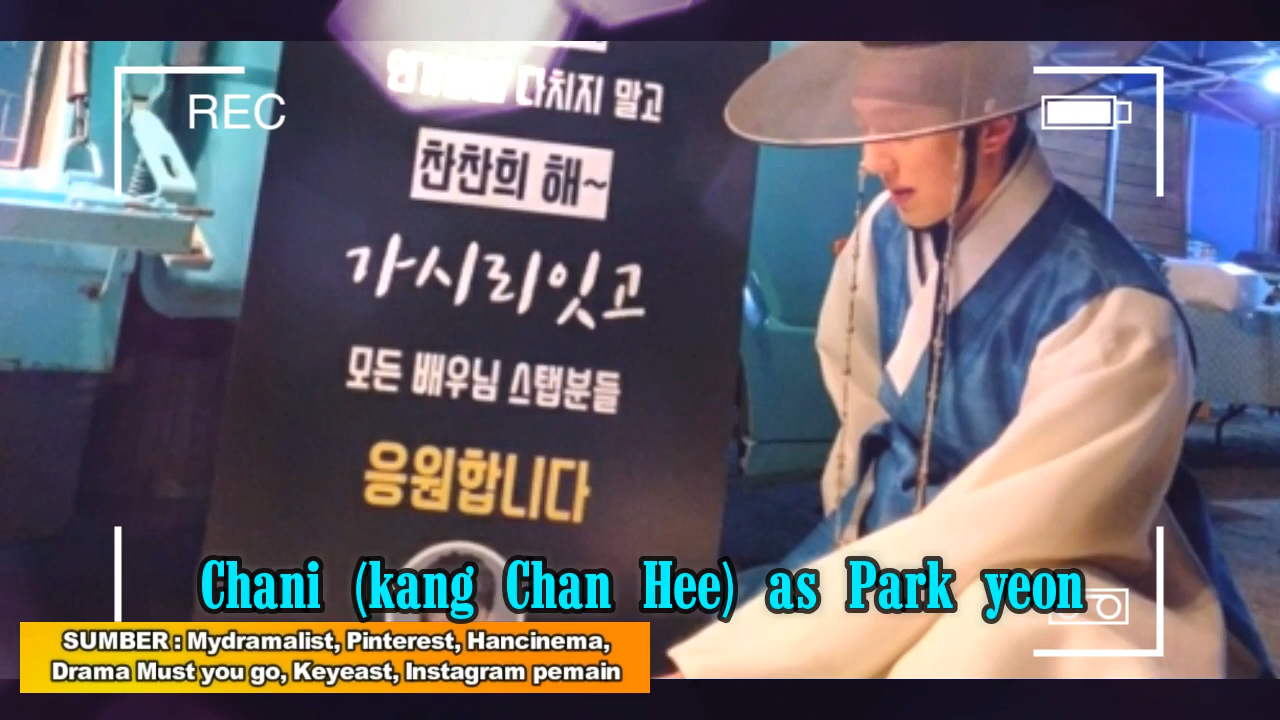 REC
다치지 말고
찬찬희 해~
가시리잇고
모든 배우님 스탭분들
응원합니다
Chani (kang Chan Hee) as Park yeon
SUMBER : Mydramalist, Pinterest, Hancinema,
Drama Must you go, Keyeast, Instagram pemain